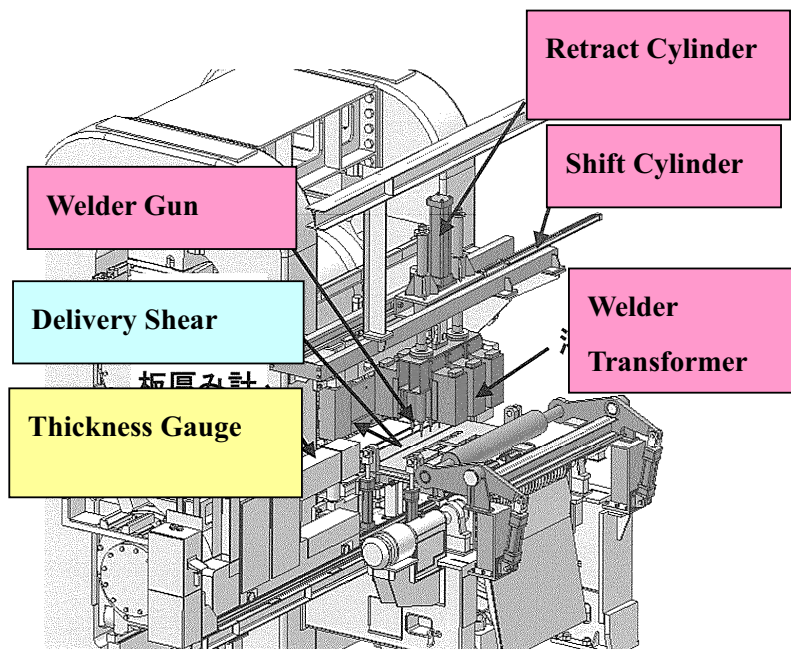 Retract Cylinder
Shift Cylinder
Welder Gun
Delivery Shear
Welder
Transformer
板厚み計
Thickness Gauge